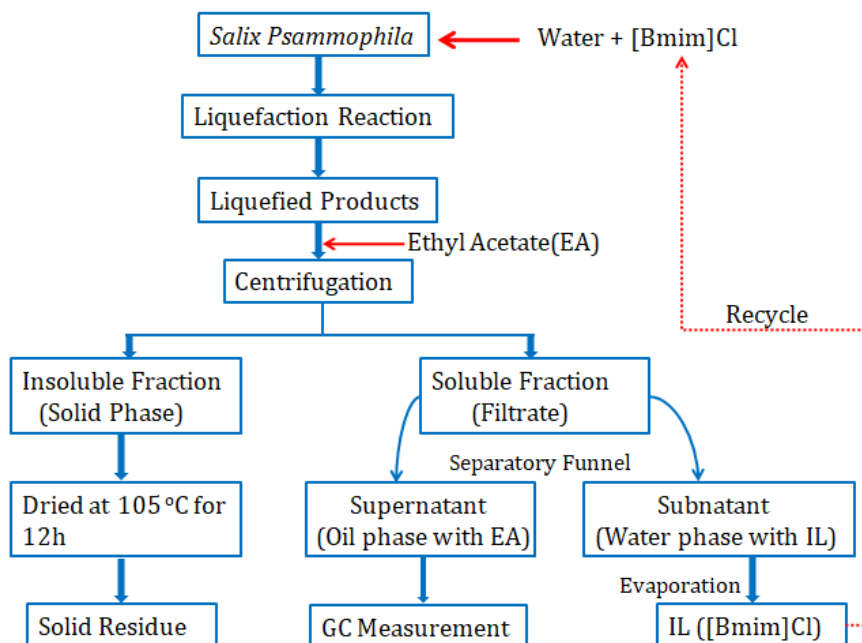 Salix Psammophila
Water + [Bmim]Cl
Liquefaction Reaction
Liquefied Products
Ethyl Acetate(EA)
Centrifugation
Recycle
Insoluble Fraction
(Solid Phase)
Soluble Fraction
(Filtrate)
Separatory Funnel
Dried at 105 °C for
12h
Supernatant
(Oil phase with EA)
Subnatant
(Water phase with IL)
Evaporation
Solid Residue
GC Measurement
IL ([Bmim]Cl)